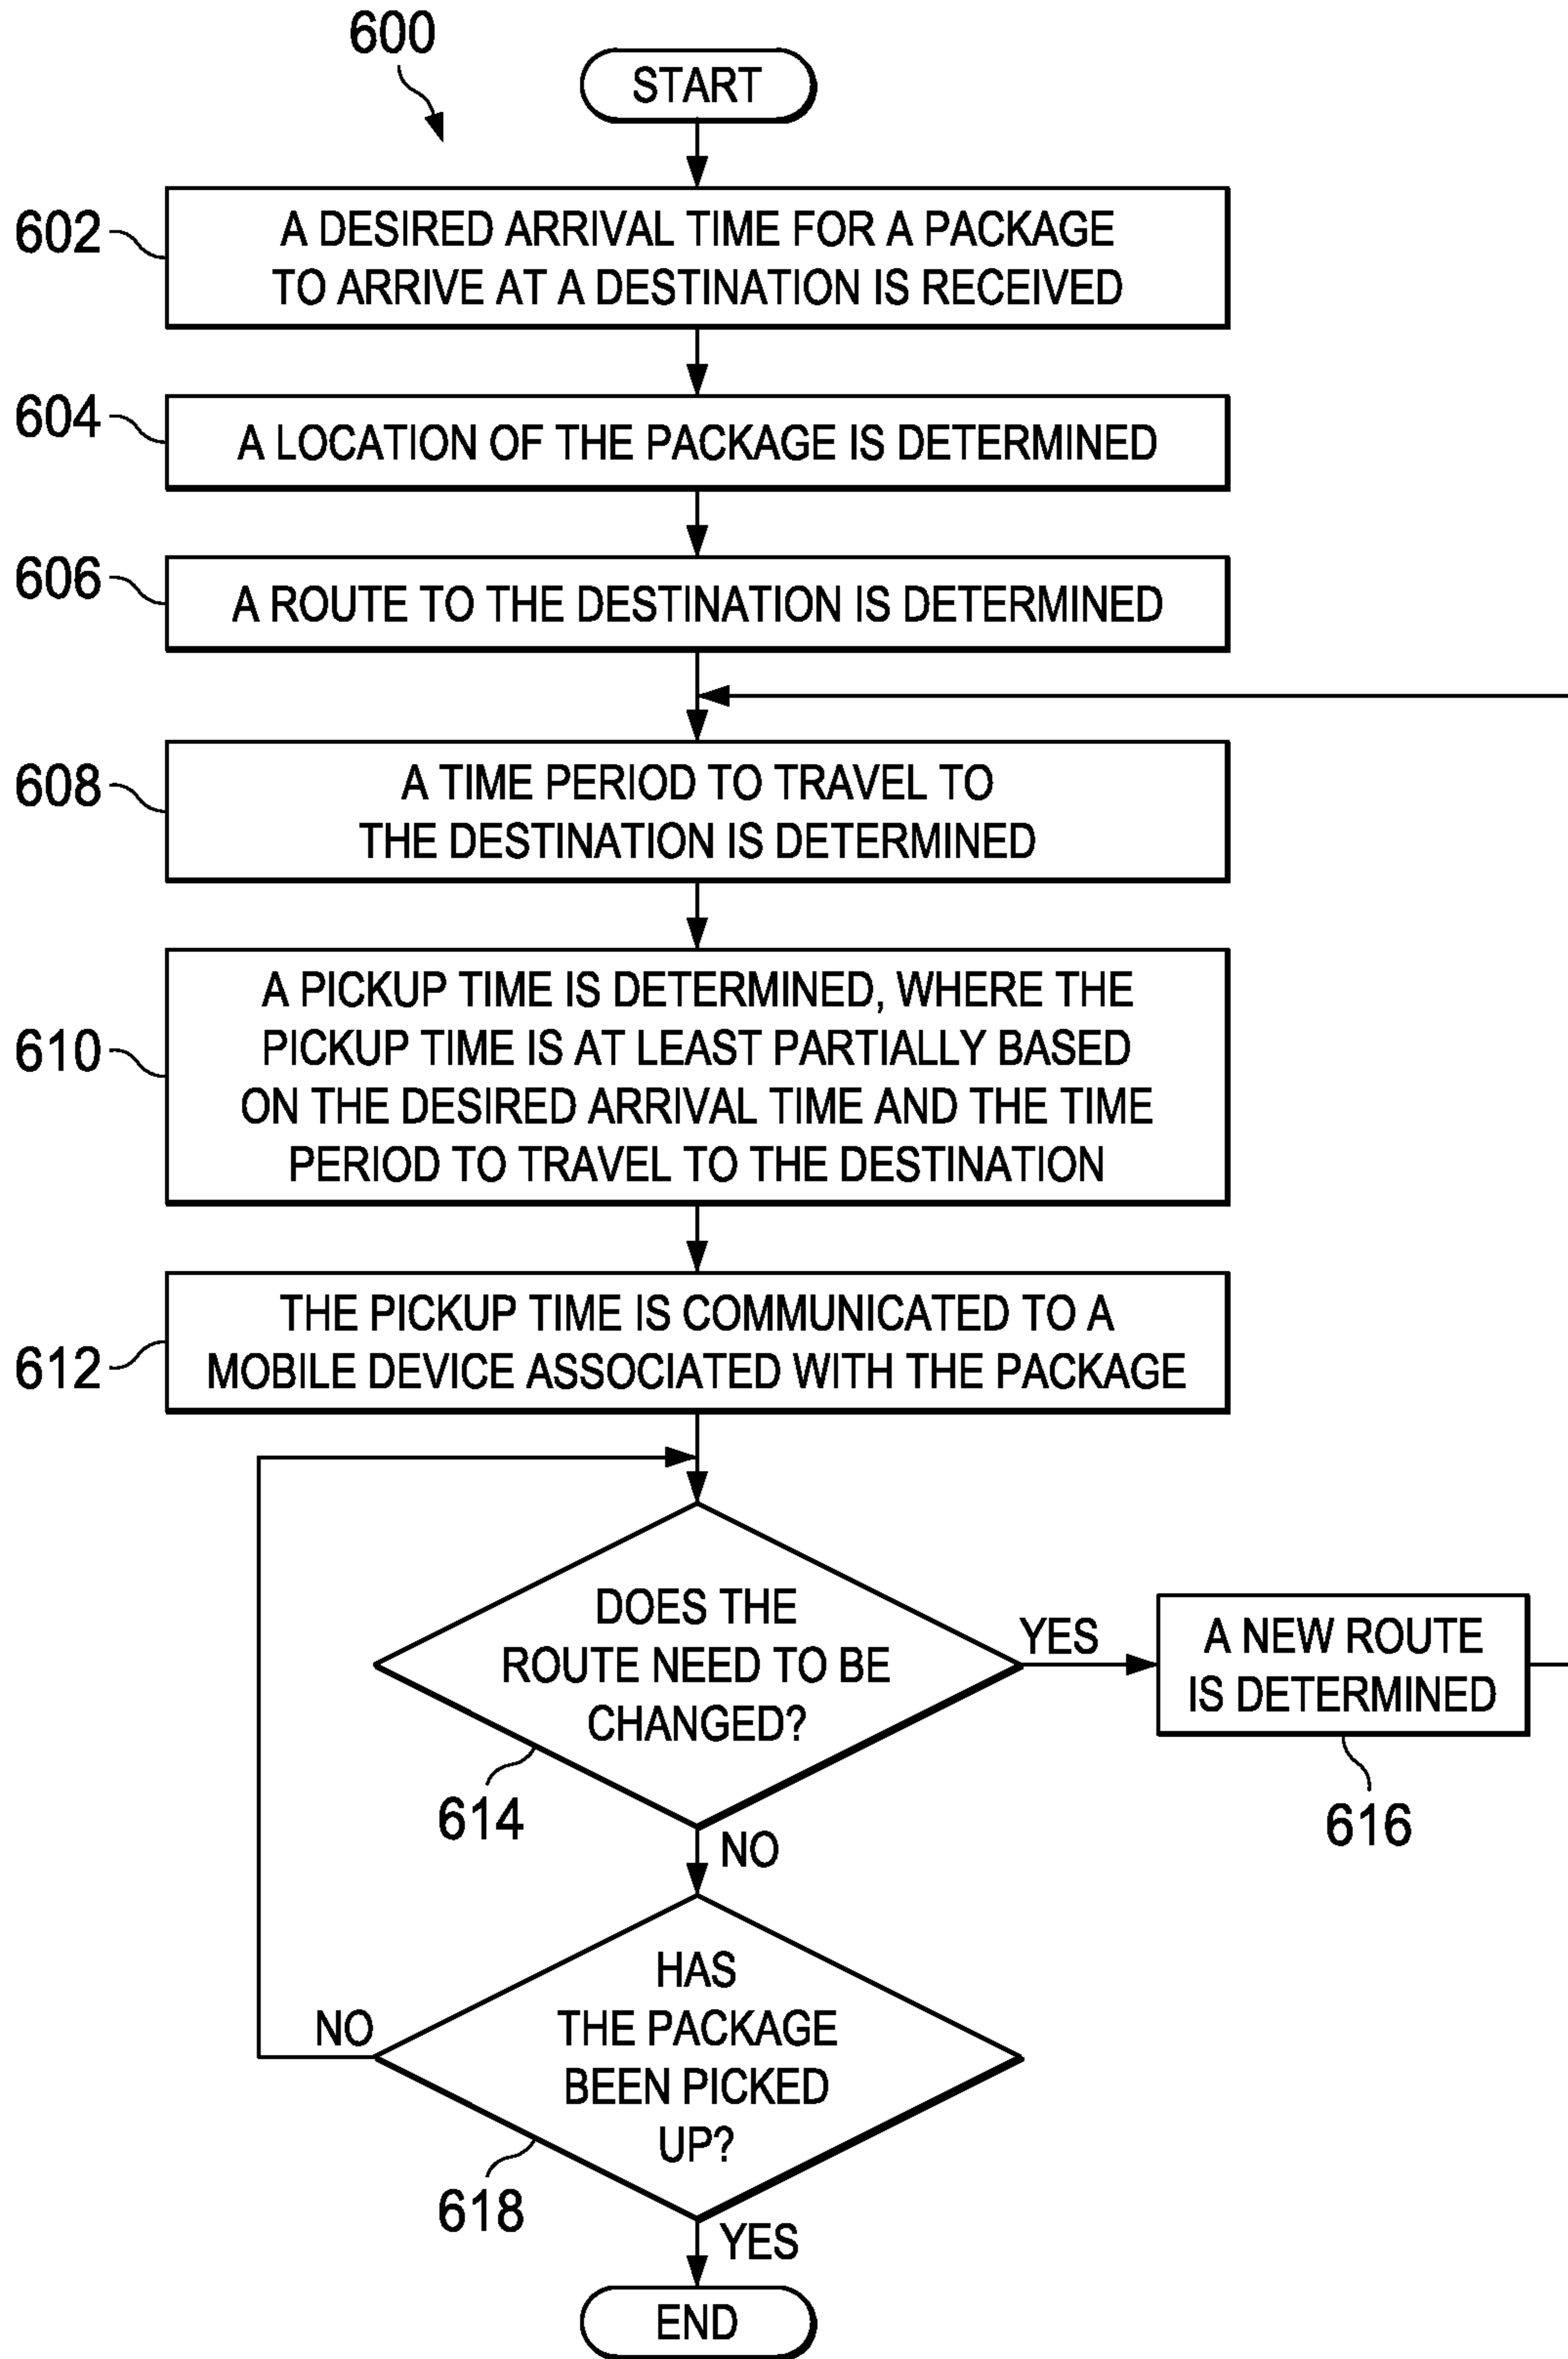 600
START
602
A DESIRED ARRIVAL TIME FOR A PACKAGE
TO ARRIVE AT A DESTINATION IS RECEIVED
604
A LOCATION OF THE PACKAGE IS DETERMINED
606
A ROUTE TO THE DESTINATION IS DETERMINED
608
A TIME PERIOD TO TRAVEL TO
THE DESTINATION IS DETERMINED
610
A PICKUP TIME IS DETERMINED, WHERE THE
PICKUP TIME IS AT LEAST PARTIALLY BASED
ON THE DESIRED ARRIVAL TIME AND THE TIME
PERIOD TO TRAVEL TO THE DESTINATION
612
THE PICKUP TIME IS COMMUNICATED TO A
MOBILE DEVICE ASSOCIATED WITH THE PACKAGE
DOES THE
ROUTE NEED TO BE
CHANGED?
614
YES
A NEW ROUTE
IS DETERMINED
616
NO
HAS
THE PACKAGE
BEEN PICKED
UP?
618
NO
YES
END